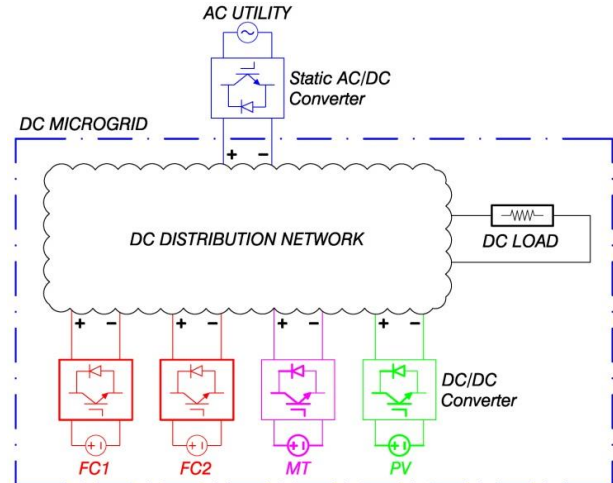 AC UTILITY
Static AC/DC
Converter
DC MICROGRID
+ −
DC DISTRIBUTION NETWORK
DC LOAD
+ − + − + − + −
DC/DC
Converter
FC1 FC2 MT PV